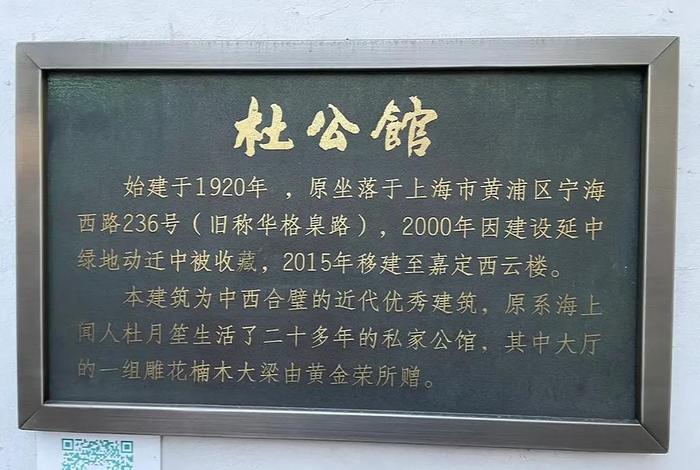 杜公館
始建于1920年，原坐落于上海市黄浦区宁海
西路236号（旧称华格臬路），2000年因建设延中
绿地动迁中被收藏，2015年移建至嘉定西云楼。
本建筑为中西合璧的近代优秀建筑，原系海上
闻人杜月笙生活了二十多年的私家公馆，其中大厅
的一组雕花楠木大梁由黄金荣所赠。